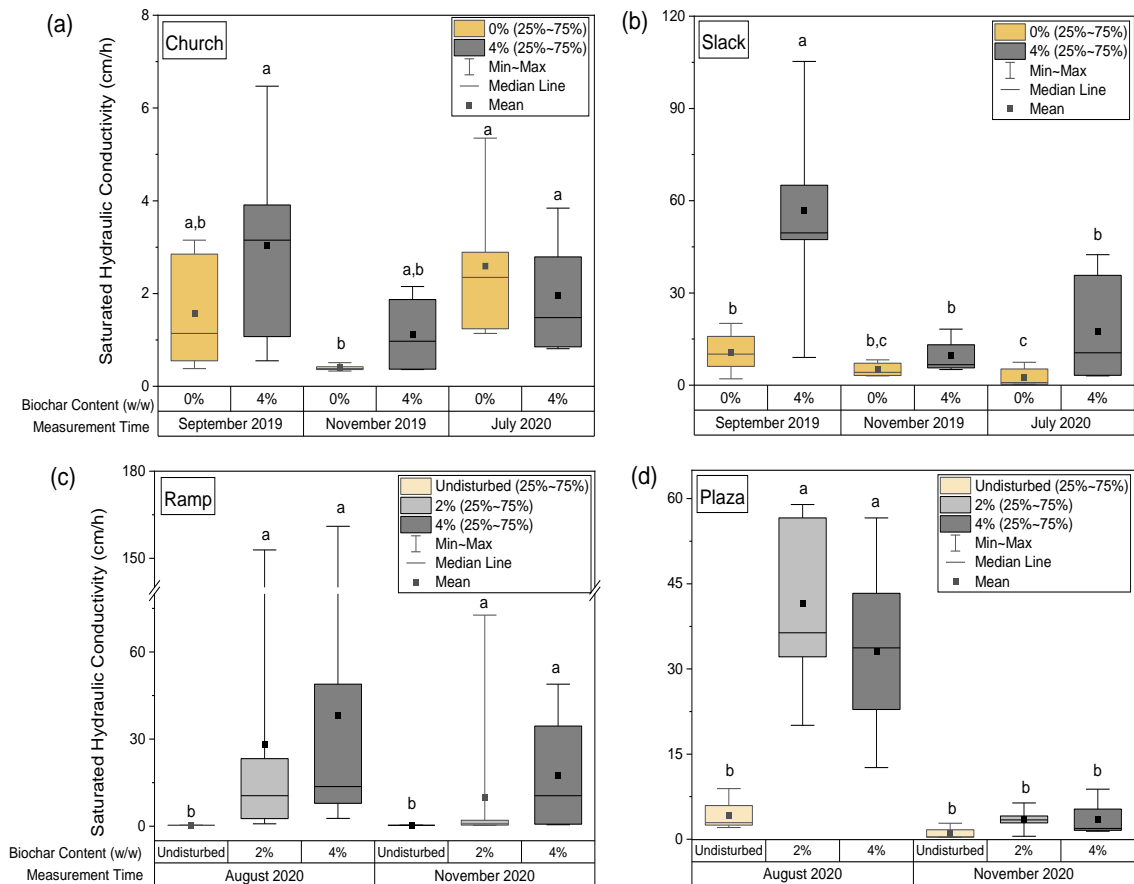 (a)
Church
Saturated Hydraulic Conductivity (cm/h)
8
6
4
2
0
0% (25%~75%)
4% (25%~75%)
Min~Max
Median Line
Mean
a,b
a
b
a,b
a
a
Biochar Content (w/w)
0% 4% 0% 4% 0% 4%
Measurement Time
September 2019 November 2019 July 2020
(b)
Slack
120
90
60
30
0
0% (25%~75%)
4% (25%~75%)
Min~Max
Median Line
Mean
b
a
b,c
b
c
b
0% 4% 0% 4% 0% 4%
September 2019 November 2019 July 2020
(c)
Ramp
Saturated Hydraulic Conductivity (cm/h)
180
150
60
30
0
Undisturbed (25%~75%)
2% (25%~75%)
4% (25%~75%)
Min~Max
Median Line
Mean
b
a
a
b
a
a
Biochar Content (w/w)
Undisturbed 2% 4% Undisturbed 2% 4%
Measurement Time
August 2020 November 2020
(d)
Plaza
60
45
30
15
0
Undisturbed (25%~75%)
2% (25%~75%)
4% (25%~75%)
Min~Max
Median Line
Mean
b
a
a
b
b
b
Undisturbed 2% 4% Undisturbed 2% 4%
August 2020 November 2020